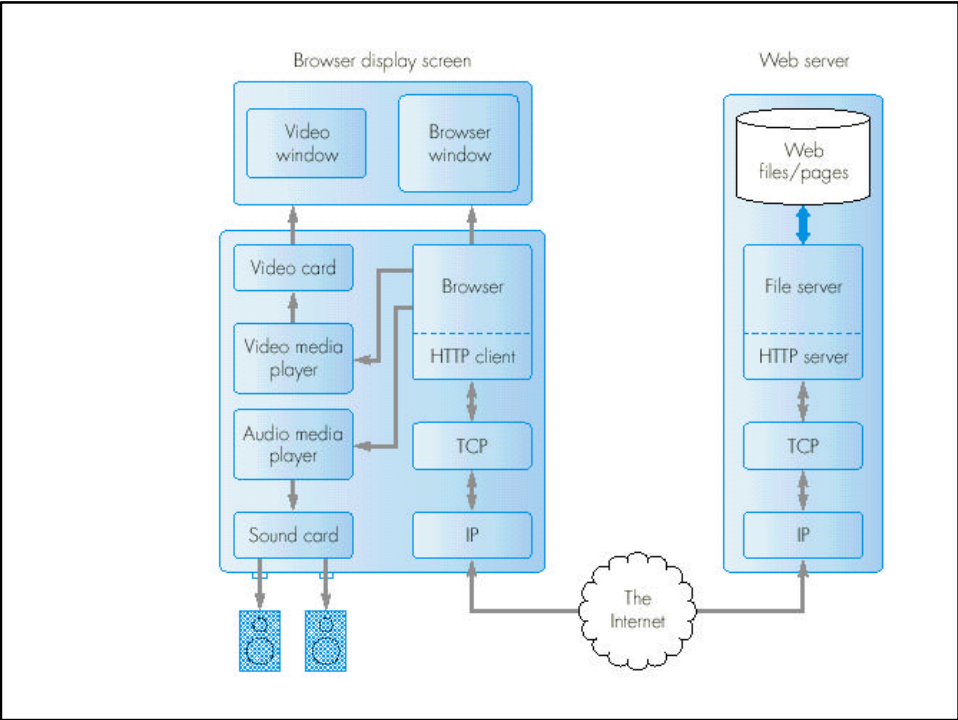 Browser display screen
Web server
Video
window
Browser
window
Web
files/pages
Video card
Browser
File server
Video media
player
HTTP client
HTTP server
Audio media
player
TCP
TCP
Sound card
IP
IP
The
Internet